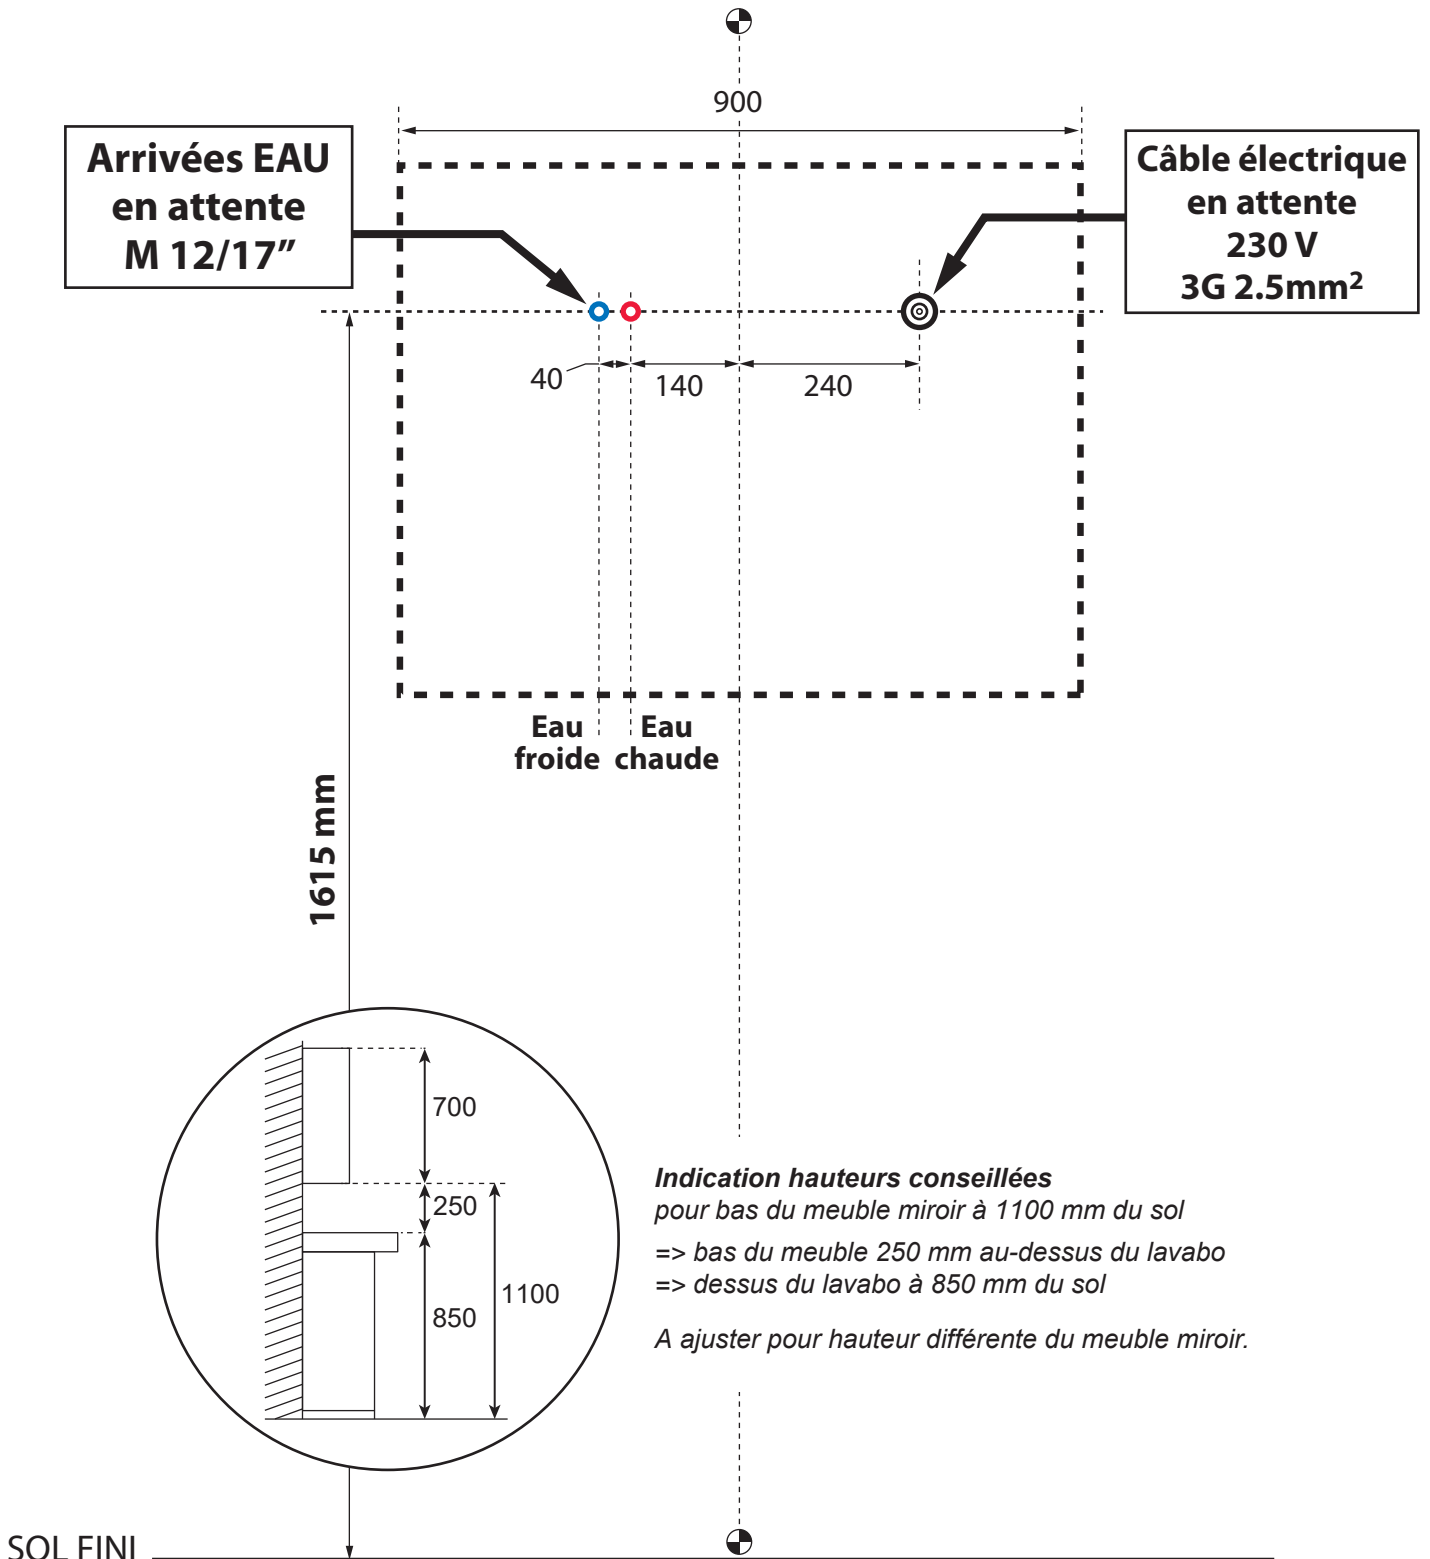 900
Arrivées EAU
en attente
M 12/17”
Câble électrique
en attente
230 V
3G 2.5mm²
40
140
240
Eau froide
Eau chaude
1615 mm
700
250
850
1100
Indication hauteurs conseillées
pour bas du meuble miroir à 1100 mm du sol
=> bas du meuble 250 mm au-dessus du lavabo
=> dessus du lavabo à 850 mm du sol
A ajuster pour hauteur différente du meuble miroir.
SOL FINI